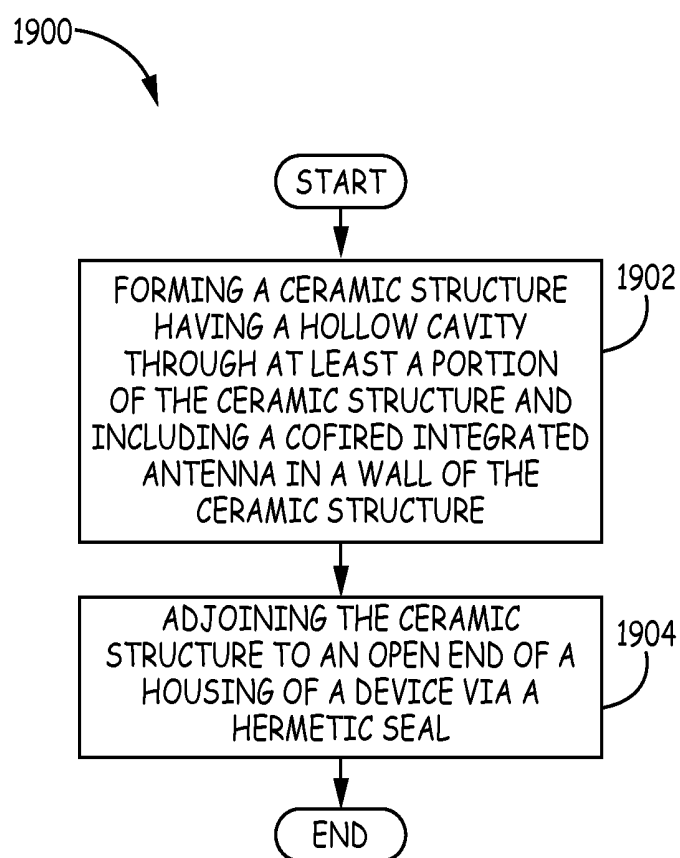 1900
START
FORMING A CERAMIC STRUCTURE
HAVING A HOLLOW CAVITY
THROUGH AT LEAST A PORTION
OF THE CERAMIC STRUCTURE AND
INCLUDING A COFIRED INTEGRATED
ANTENNA IN A WALL OF THE
CERAMIC STRUCTURE
1902
ADJOINING THE CERAMIC
STRUCTURE TO AN OPEN END OF A
HOUSING OF A DEVICE VIA A
HERMETIC SEAL
1904
END